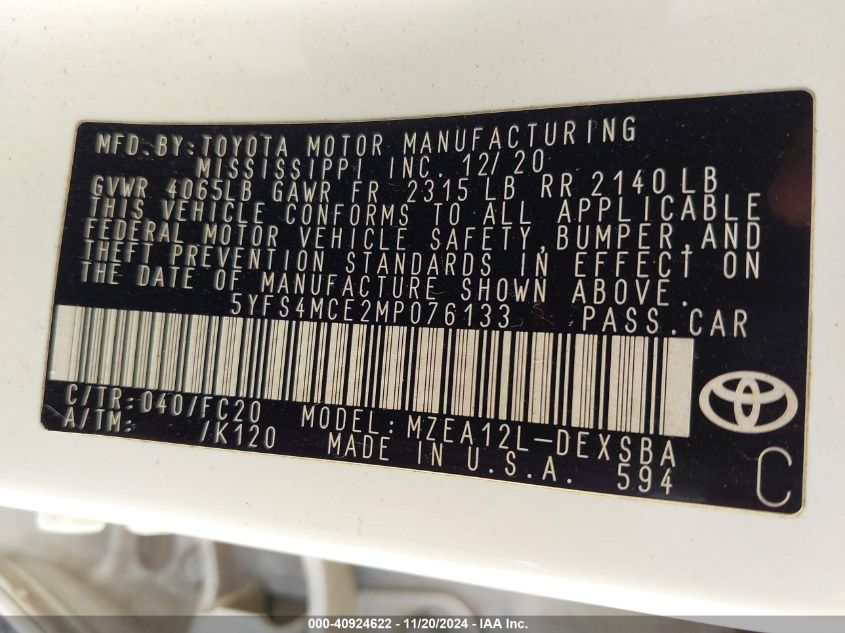 MFD. BY: TOYOTA MOTOR MANUFACTURING
MISSISSIPPI INC. 12/20
GVWR 4065LB GAWR FR 2315 LB RR 2140 LB
THIS VEHICLE CONFORMS TO ALL APPLICABLE
FEDERAL MOTOR VEHICLE SAFETY, BUMPER, AND
THEFT PREVENTION STANDARDS IN EFFECT ON
THE DATE OF MANUFACTURE SHOWN ABOVE.
5YFS4MCE2MP076133 PASS. CAR
C/TR: 040/FC20 MODEL: MZEA12L-DEXSBA
A/TM: /K120 MADE IN U.S.A. 594
C
000-40924622 - 11/20/2024 - IAA Inc.